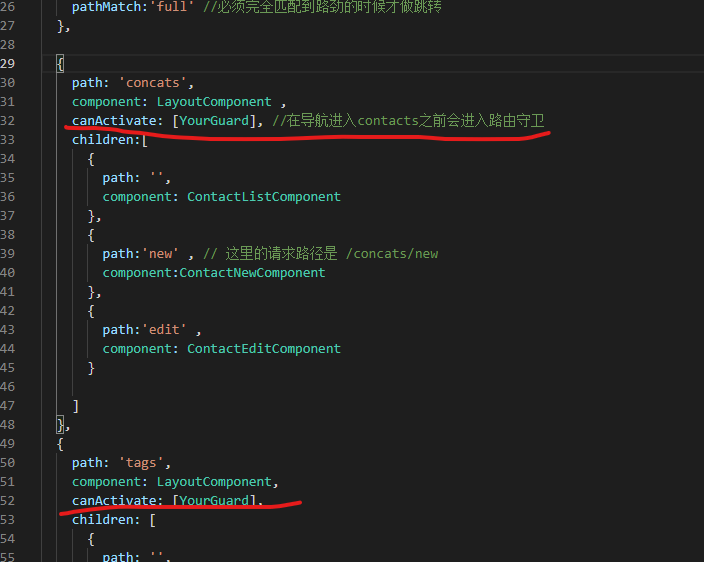 26 pathMatch:'full' //必须完全匹配到路劲的时候才做跳转
27 },
28
29 {
30 path: 'concats',
31 component: LayoutComponent ,
32 canActivate: [YourGuard], //在导航进入contacts之前会进入路由守卫
33 children:[
34 {
35 path: '',
36 component: ContactListComponent
37 },
38 {
39 path:'new' , // 这里的请求路径是 /concats/new
40 component:ContactNewComponent
41 },
42 {
43 path:'edit' ,
44 component: ContactEditComponent
45 }
46
47 ]
48 },
49 {
50 path: 'tags',
51 component: LayoutComponent,
52 canActivate: [YourGuard],
53 children: [
54 {
55 path: '',